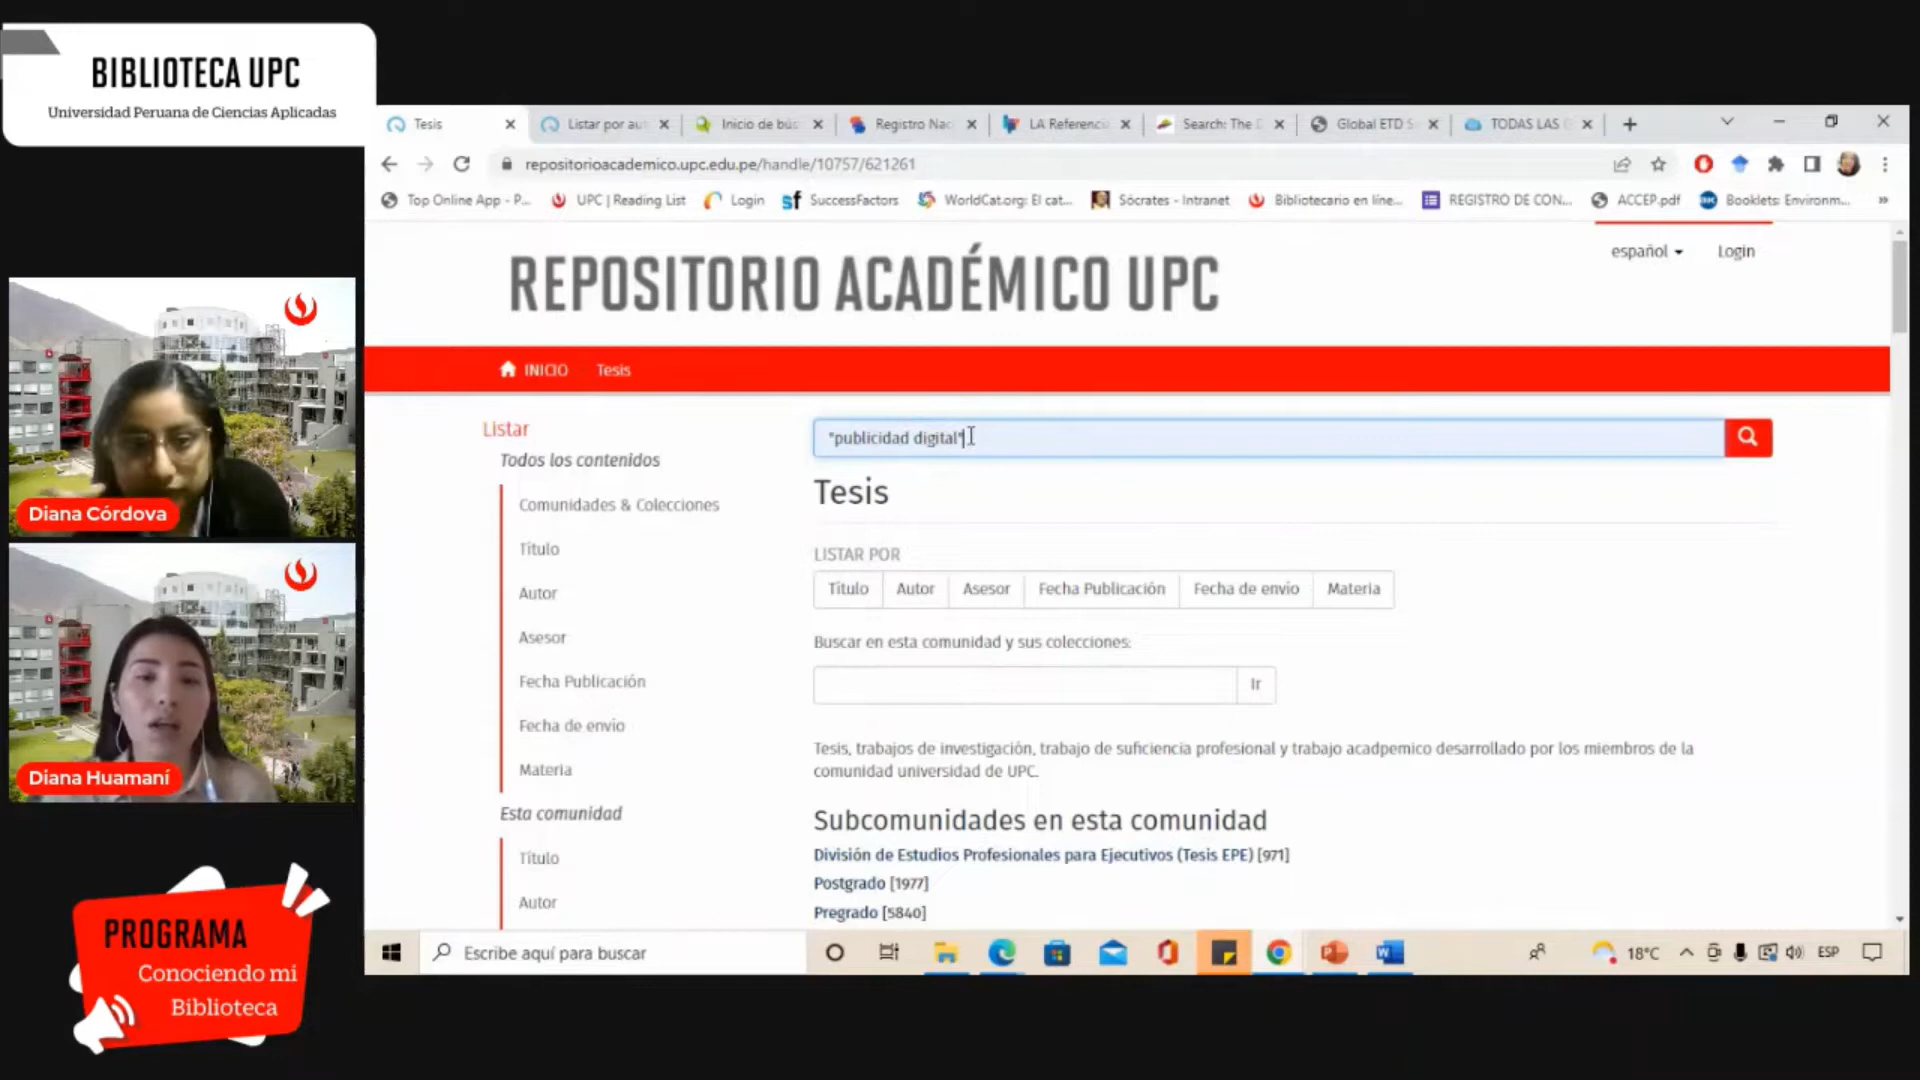 BIBLIOTECA UPC
Universidad Peruana de Ciencias Aplicadas
Diana Córdova
Diana Huamaní
PROGRAMA
Conociendo mi
Biblioteca
Tesis
Listar por aut
Inicio de bús
Registro Nac
LA Referenci
Search: The
Global ETD S
TODAS LAS
repositorioacademico.upc.edu.pe/handle/10757/621261
Top Online App - P...
UPC | Reading List
Login
SuccessFactors
WorldCat.org: El cat...
Sócrates - Intranet
Bibliotecario en líne...
REGISTRO DE CON...
ACCEP.pdf
Booklets: Environm...
REPOSITORIO ACADÉMICO UPC
español
Login
INICIO
Tesis
Listar
Todos los contenidos
Comunidades & Colecciones
Título
Autor
Asesor
Fecha Publicación
Fecha de envio
Materia
Esta comunidad
Título
Autor
"publicidad digital"
Tesis
LISTAR POR
Título
Autor
Asesor
Fecha Publicación
Fecha de envío
Materia
Buscar en esta comunidad y sus colecciones:
Ir
Tesis, trabajos de investigación, trabajo de suficiencia profesional y trabajo acadpemico desarrollado por los miembros de la
comunidad universidad de UPC.
Subcomunidades en esta comunidad
División de Estudios Profesionales para Ejecutivos (Tesis EPE) [971]
Postgrado [1977]
Pregrado [5840]
Escribe aquí para buscar
18°C
ESP